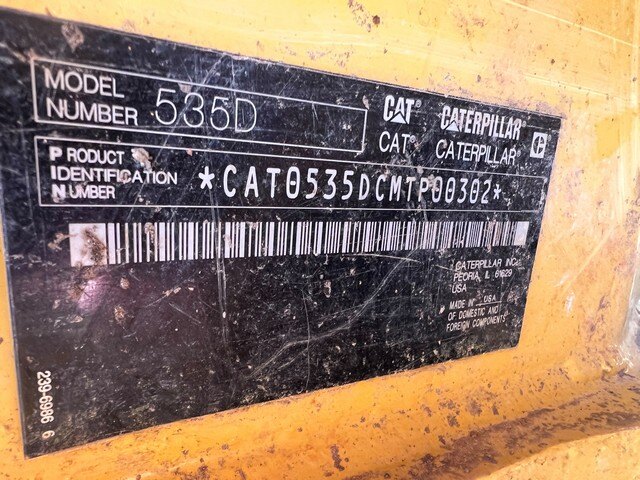 MODEL
NUMBER 535D
CAT® CATERPILLAR
CAT® CATERPILLAR
C
PRODUCT
IDENTIFICATION
NUMBER
*CAT0535DCMTP00302*
CATERPILLAR INC.
PEORIA, IL 61629
USA
MADE IN USA
OF DOMESTIC AND
FOREIGN COMPONENTS
239-6986 6